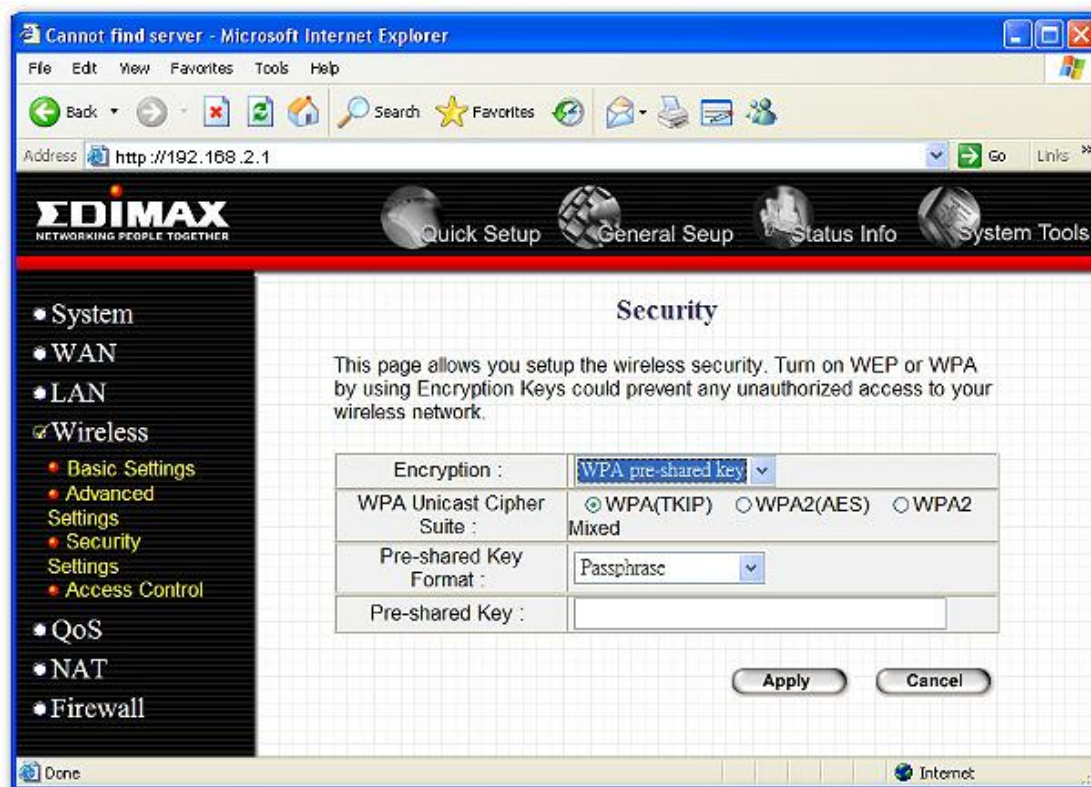 Cannot find server - Microsoft Internet Explorer
File Edit View Favorites Tools Help
Back Search Favorites
Address http://192.168.2.1 Go Links »
EDIMAX
NETWORKING PEOPLE TOGETHER
Quick Setup General Seup Status Info System Tools
System
WAN
LAN
Wireless
Basic Settings
Advanced
Settings
Security
Settings
Access Control
QoS
NAT
Firewall
Security
This page allows you setup the wireless security. Turn on WEP or WPA
by using Encryption Keys could prevent any unauthorized access to your
wireless network.
Encryption : WPA pre-shared key
WPA Unicast Cipher
Suite :
WPA(TKIP) WPA2(AES) WPA2
Mixed
Pre-shared Key
Format :
Passphrase
Pre-shared Key :
Apply Cancel
Done Internet